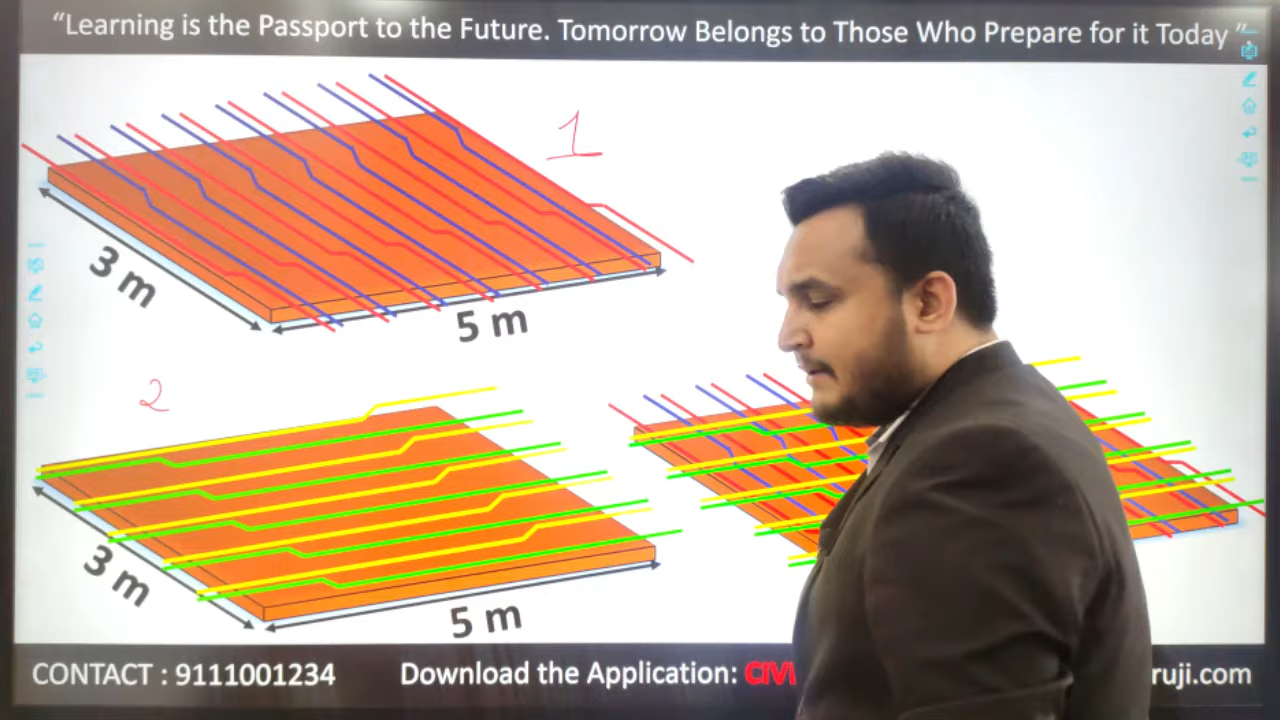 “Learning is the Passport to the Future. Tomorrow Belongs to Those Who Prepare for it Today”
1
3 m
5 m
2
3 m
5 m
CONTACT : 9111001234
Download the Application: CIVI
ruji.com